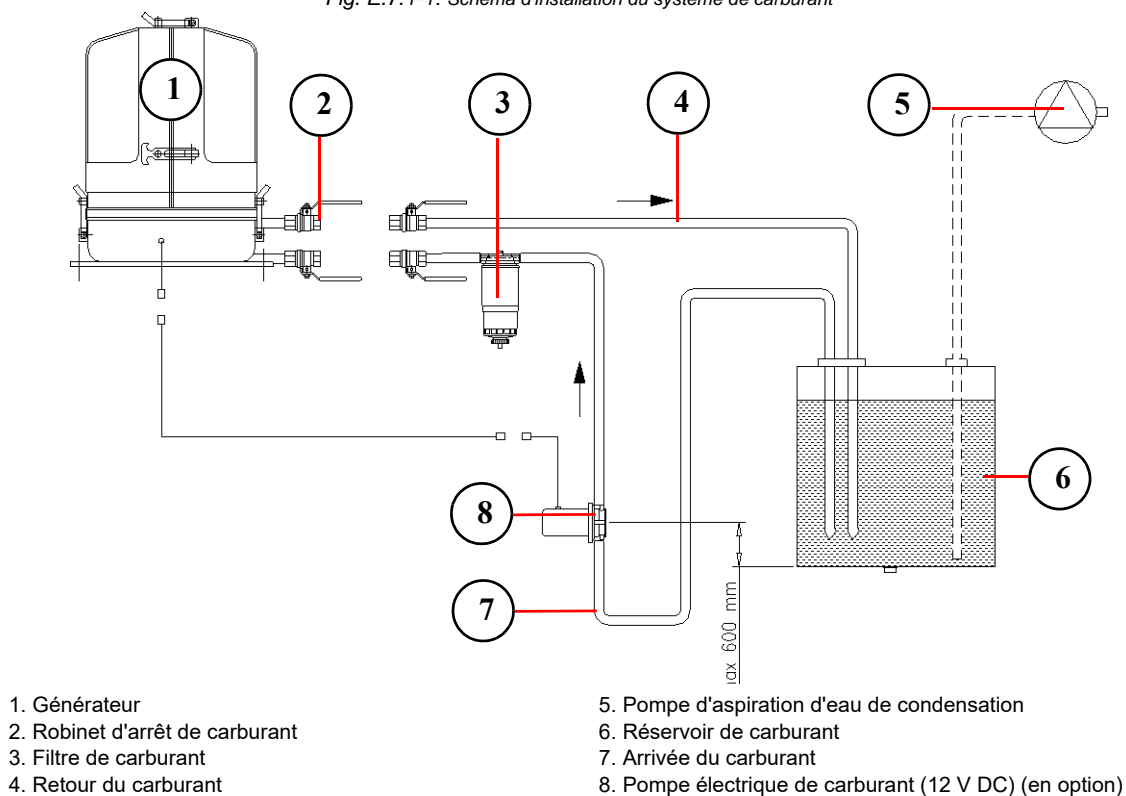 Fig. E.7.1-1. Schéma d'installation du système de carburant
1
2
3
4
5
6
7
8
600 mm
1. Générateur
2. Robinet d'arrêt de carburant
3. Filtre de carburant
4. Retour du carburant
5. Pompe d'aspiration d'eau de condensation
6. Réservoir de carburant
7. Arrivée du carburant
8. Pompe électrique de carburant (12 V DC) (en option)